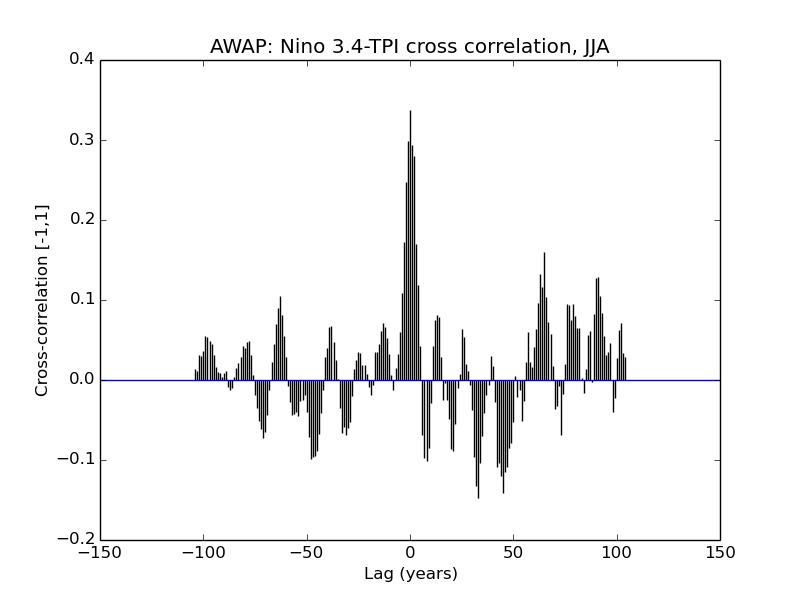 AWAP: Nino 3.4-TPI cross correlation, JJA
0.4
0.3
0.2
0.1
0.0
−0.1
−0.2
Cross-correlation [-1,1]
−150 −100 −50 0 50 100 150
Lag (years)